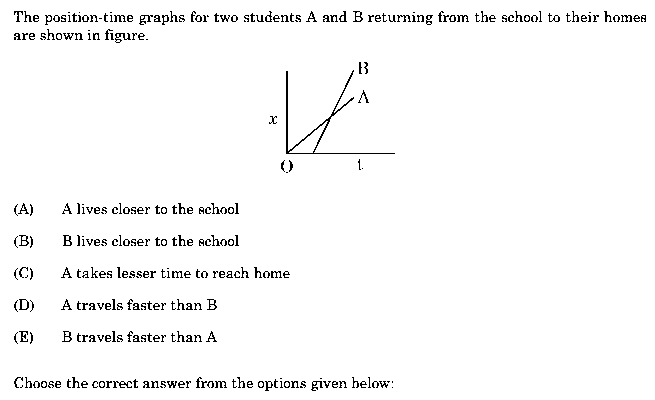 The position-time graphs for two students A and B returning from the school to their homes
are shown in figure.
B
A
x
O
t
(A) A lives closer to the school
(B) B lives closer to the school
(C) A takes lesser time to reach home
(D) A travels faster than B
(E) B travels faster than A
Choose the correct answer from the options given below: